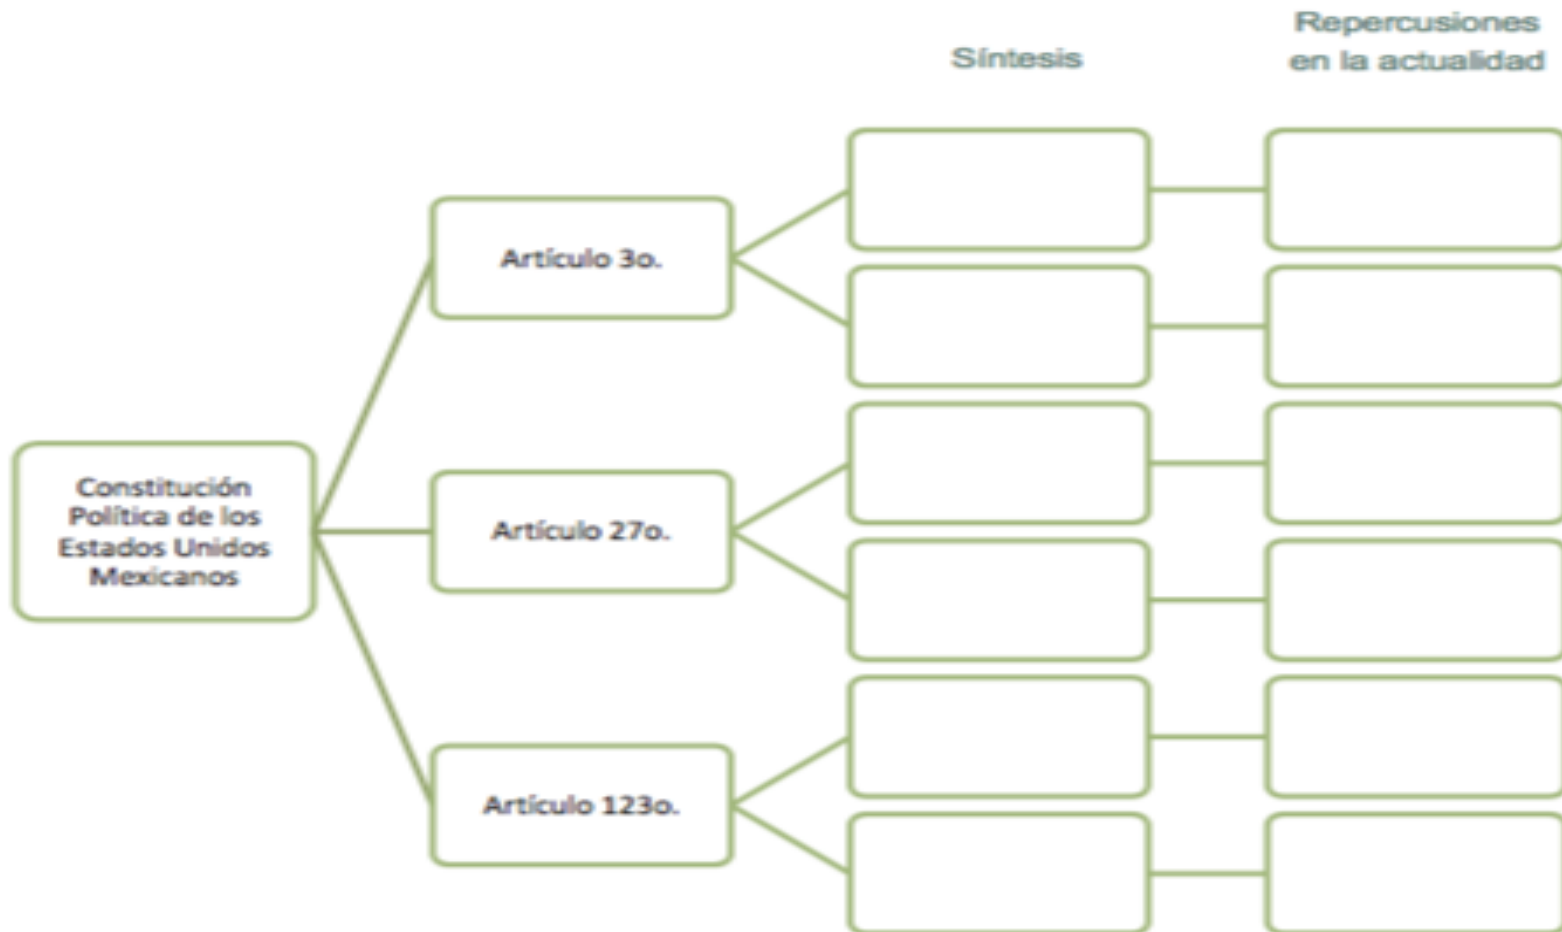 Síntesis
Repercusiones
en la actualidad
Artículo 3o.
Constitución
Política de los
Estados Unidos
Mexicanos
Artículo 27o.
Artículo 123o.